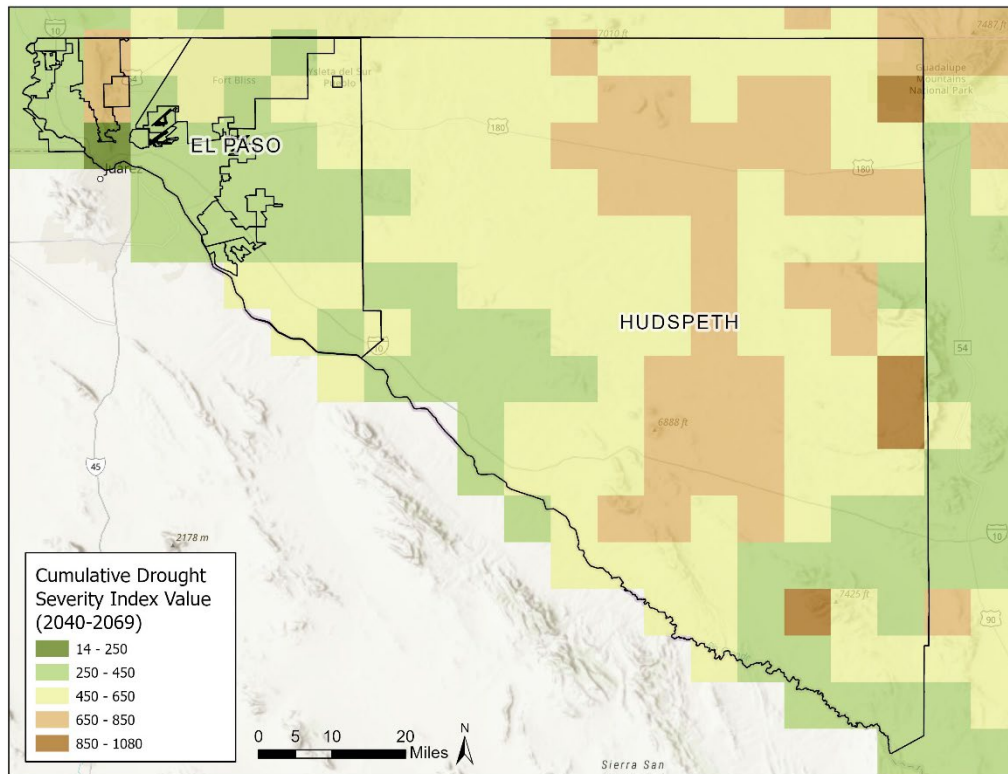 10
7010 ft
7487 ft
54
Fort Bliss
Ysleta del Sur
Pueblo
Guadalupe
Mountains
National Park
180
EL PASO
180
Juárez
HUDSPETH
54
10
6888 ft
45
2178 m
10
7425 ft
90
Cumulative Drought
Severity Index Value
(2040-2069)
14 - 250
250 - 450
450 - 650
650 - 850
850 - 1080
N
0 5 10 20
Miles
Sierra San